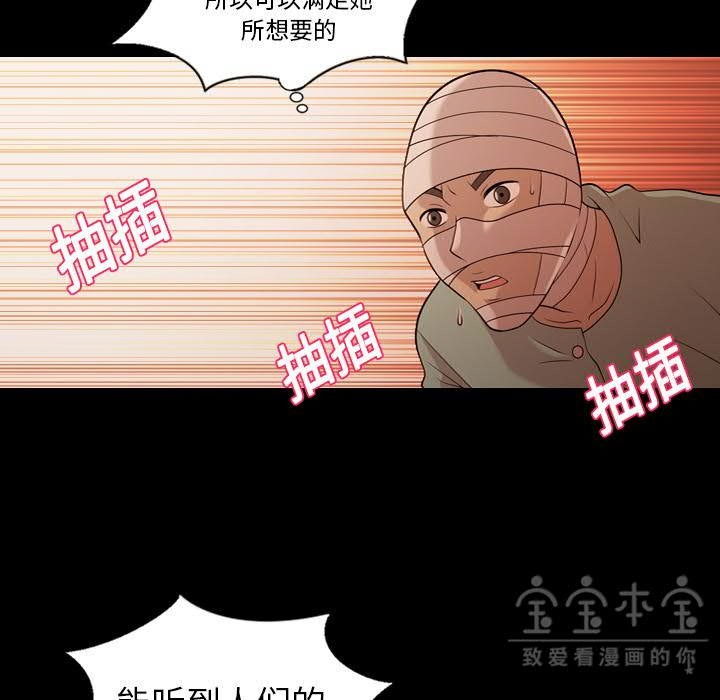 所以可以满足她
所想要的
抽插
抽插
抽插
宝宝本宝
致爱看漫画的你
能听到人们的